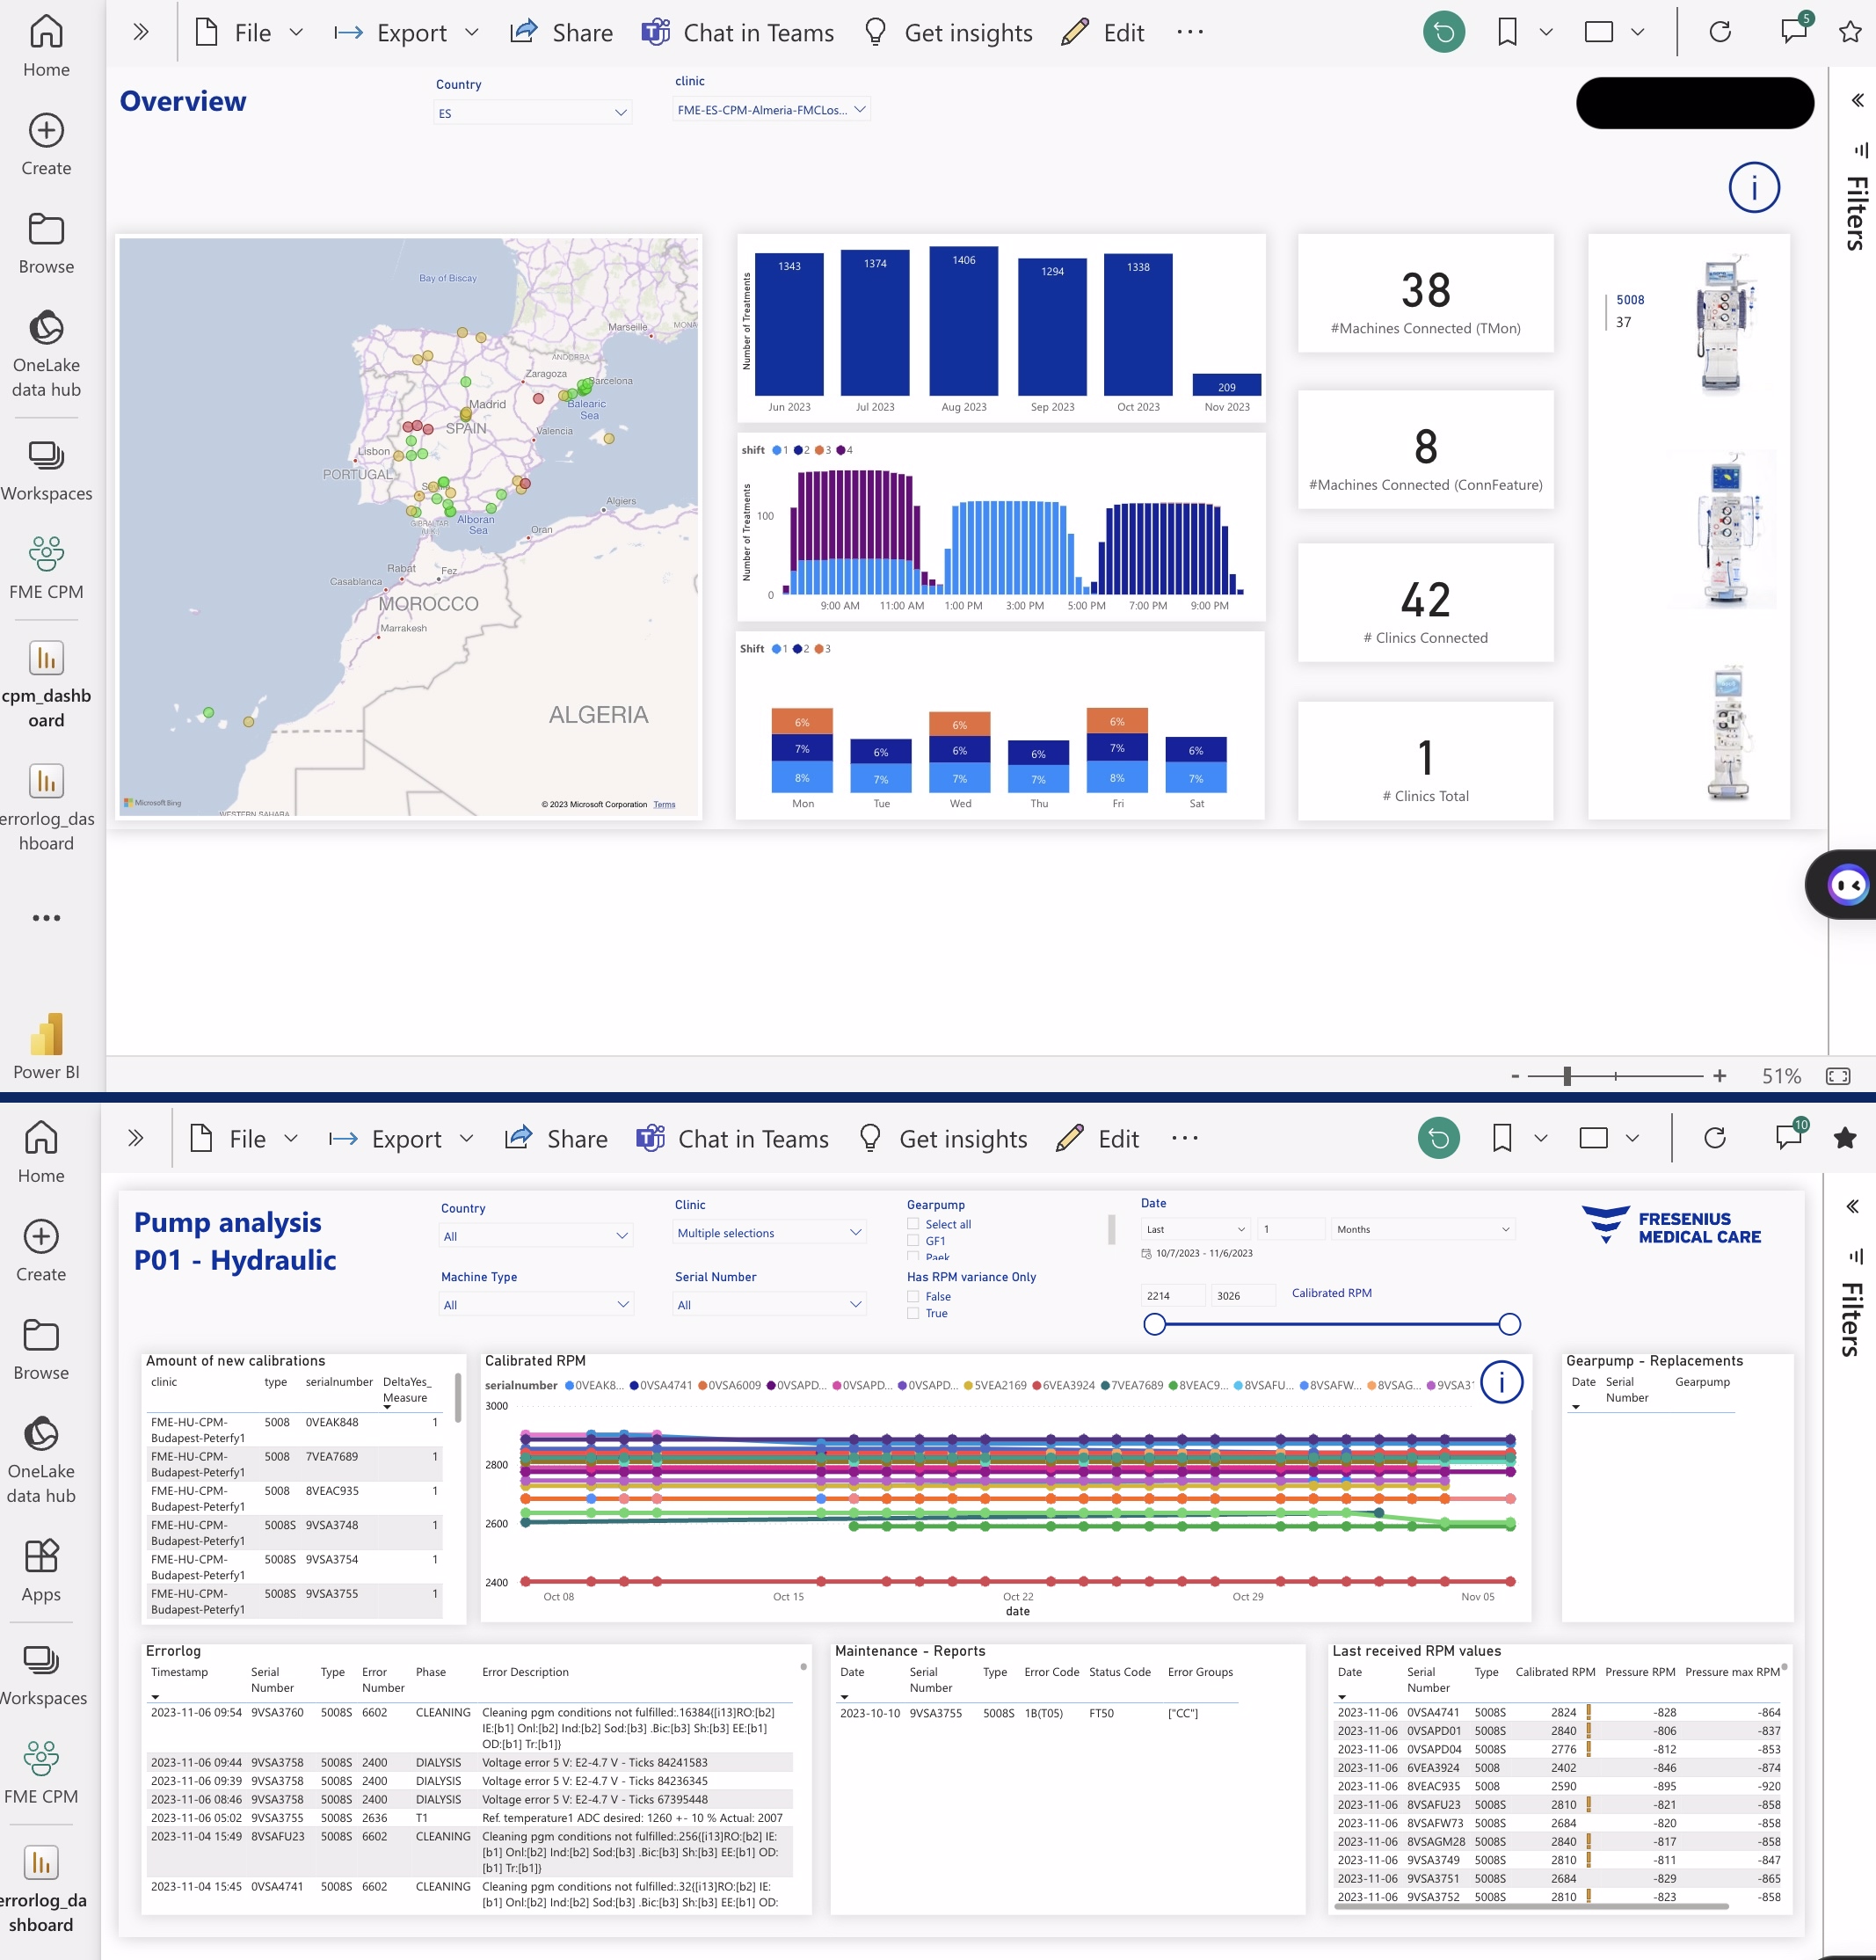 Home
Create
Browse
OneLake
data hub
Workspaces
FME CPM
cpm_dashb
oard
errorlog_das
hboard
Power BI
File
Export
Share
Chat in Teams
Get insights
Edit
5
Overview
Country
ES
clinic
FME-ES-CPM-Almeria-FMCLos...
Filters
Bay of Biscay
Marseille
MONA
ANDORRA
Zaragoza
Barcelona
Balearic
Sea
Madrid
SPAIN
Valencia
Lisbon
PORTUGAL
GIBRALTAR
(U.K.)
Alboran
Sea
Algiers
Oran
Rabat
Fez
Casablanca
MOROCCO
Marrakesh
ALGERIA
WESTERN SAHARA
Microsoft Bing
© 2023 Microsoft Corporation Terms
Number of Treatments
1343
1374
1406
1294
1338
209
Jun 2023
Jul 2023
Aug 2023
Sep 2023
Oct 2023
Nov 2023
shift 1 2 3 4
Number of Treatments
100
0
9:00 AM
11:00 AM
1:00 PM
3:00 PM
5:00 PM
7:00 PM
9:00 PM
Shift 1 2 3
6% 6% 6%
7% 6% 6% 6% 7% 6%
8% 7% 7% 7% 8% 7%
Mon Tue Wed Thu Fri Sat
38
#Machines Connected (TMon)
8
#Machines Connected (ConnFeature)
42
# Clinics Connected
1
# Clinics Total
5008
37
- + 51%
Home
Create
Browse
OneLake
data hub
Apps
Workspaces
FME CPM
errorlog_da
shboard
File
Export
Share
Chat in Teams
Get insights
Edit
10
Pump analysis
P01 - Hydraulic
Country
All
Machine Type
All
Clinic
Multiple selections
Serial Number
All
Gearpump
Select all
GF1
Paek
Has RPM variance Only
False
True
Date
Last 1 Months
10/7/2023 - 11/6/2023
2214 3026 Calibrated RPM
FRESENIUS
MEDICAL CARE
Filters
Amount of new calibrations
clinic type serialnumber DeltaYes_
Measure
FME-HU-CPM- 5008 0VEAK848 1
Budapest-Peterfy1
FME-HU-CPM- 5008 7VEA7689 1
Budapest-Peterfy1
FME-HU-CPM- 5008 8VEAC935 1
Budapest-Peterfy1
FME-HU-CPM- 5008S 9VSA3748 1
Budapest-Peterfy1
FME-HU-CPM- 5008S 9VSA3754 1
Budapest-Peterfy1
FME-HU-CPM- 5008S 9VSA3755 1
Budapest-Peterfy1
Calibrated RPM
serialnumber 0VEAK8... 0VSA4741 0VSA6009 0VSAPD... 0VSAPD... 0VSAPD... 5VEA2169 6VEA3924 7VEA7689 8VEAC9... 8VSAFU... 8VSAFW... 8VSAG... 9VSA31
3000
2800
2600
2400
Oct 08
Oct 15
Oct 22
Oct 29
Nov 05
date
Gearpump - Replacements
Date Serial Gearpump
Number
Errorlog
Timestamp Serial Type Error Phase Error Description
Number Number
2023-11-06 09:54 9VSA3760 5008S 6602 CLEANING Cleaning pgm conditions not fulfilled:.16384([i13]RO:[b2]
IE:[b1] Onl:[b2] Ind:[b2] Sod:[b3] .Bic:[b3] Sh:[b3] EE:[b1]
OD:[b1] Tr:[b1]}
2023-11-06 09:44 9VSA3758 5008S 2400 DIALYSIS Voltage error 5 V: E2-4.7 V - Ticks 84241583
2023-11-06 09:39 9VSA3758 5008S 2400 DIALYSIS Voltage error 5 V: E2-4.7 V - Ticks 84236345
2023-11-06 08:46 9VSA3758 5008S 2400 DIALYSIS Voltage error 5 V: E2-4.7 V - Ticks 67395448
2023-11-06 05:02 9VSA3755 5008S 2636 T1 Ref. temperature1 ADC desired: 1260 +- 10 % Actual: 2007
2023-11-04 15:49 8VSAFU23 5008S 6602 CLEANING Cleaning pgm conditions not fulfilled:.256([i13]RO:[b2] IE:
[b1] Onl:[b2] Ind:[b2] Sod:[b3] .Bic:[b3] Sh:[b3] EE:[b1] OD:
[b1] Tr:[b1]}
2023-11-04 15:45 0VSA4741 5008S 6602 CLEANING Cleaning pgm conditions not fulfilled:.32([i13]RO:[b2] IE:
[b1] Onl:[b2] Ind:[b2] Sod:[b3] .Bic:[b3] Sh:[b3] EE:[b1] OD:
Maintenance - Reports
Date Serial Type Error Code Status Code Error Groups
Number
2023-10-10 9VSA3755 5008S 1B(T05) FT50 ["CC"]
Last received RPM values
Date Serial Type Calibrated RPM Pressure RPM Pressure max RPM
Number
2023-11-06 0VSA4741 5008S 2824 -828 -864
2023-11-06 0VSAPD01 5008S 2840 -806 -837
2023-11-06 0VSAPD04 5008S 2776 -812 -853
2023-11-06 6VEA3924 5008 2402 -846 -874
2023-11-06 8VEAC935 5008 2590 -895 -920
2023-11-06 8VSAFU23 5008S 2810 -821 -858
2023-11-06 8VSAFW73 5008S 2684 -820 -858
2023-11-06 8VSAGM28 5008S 2840 -817 -858
2023-11-06 9VSA3749 5008S 2810 -811 -847
2023-11-06 9VSA3751 5008S 2684 -829 -865
2023-11-06 9VSA3752 5008S 2810 -823 -858